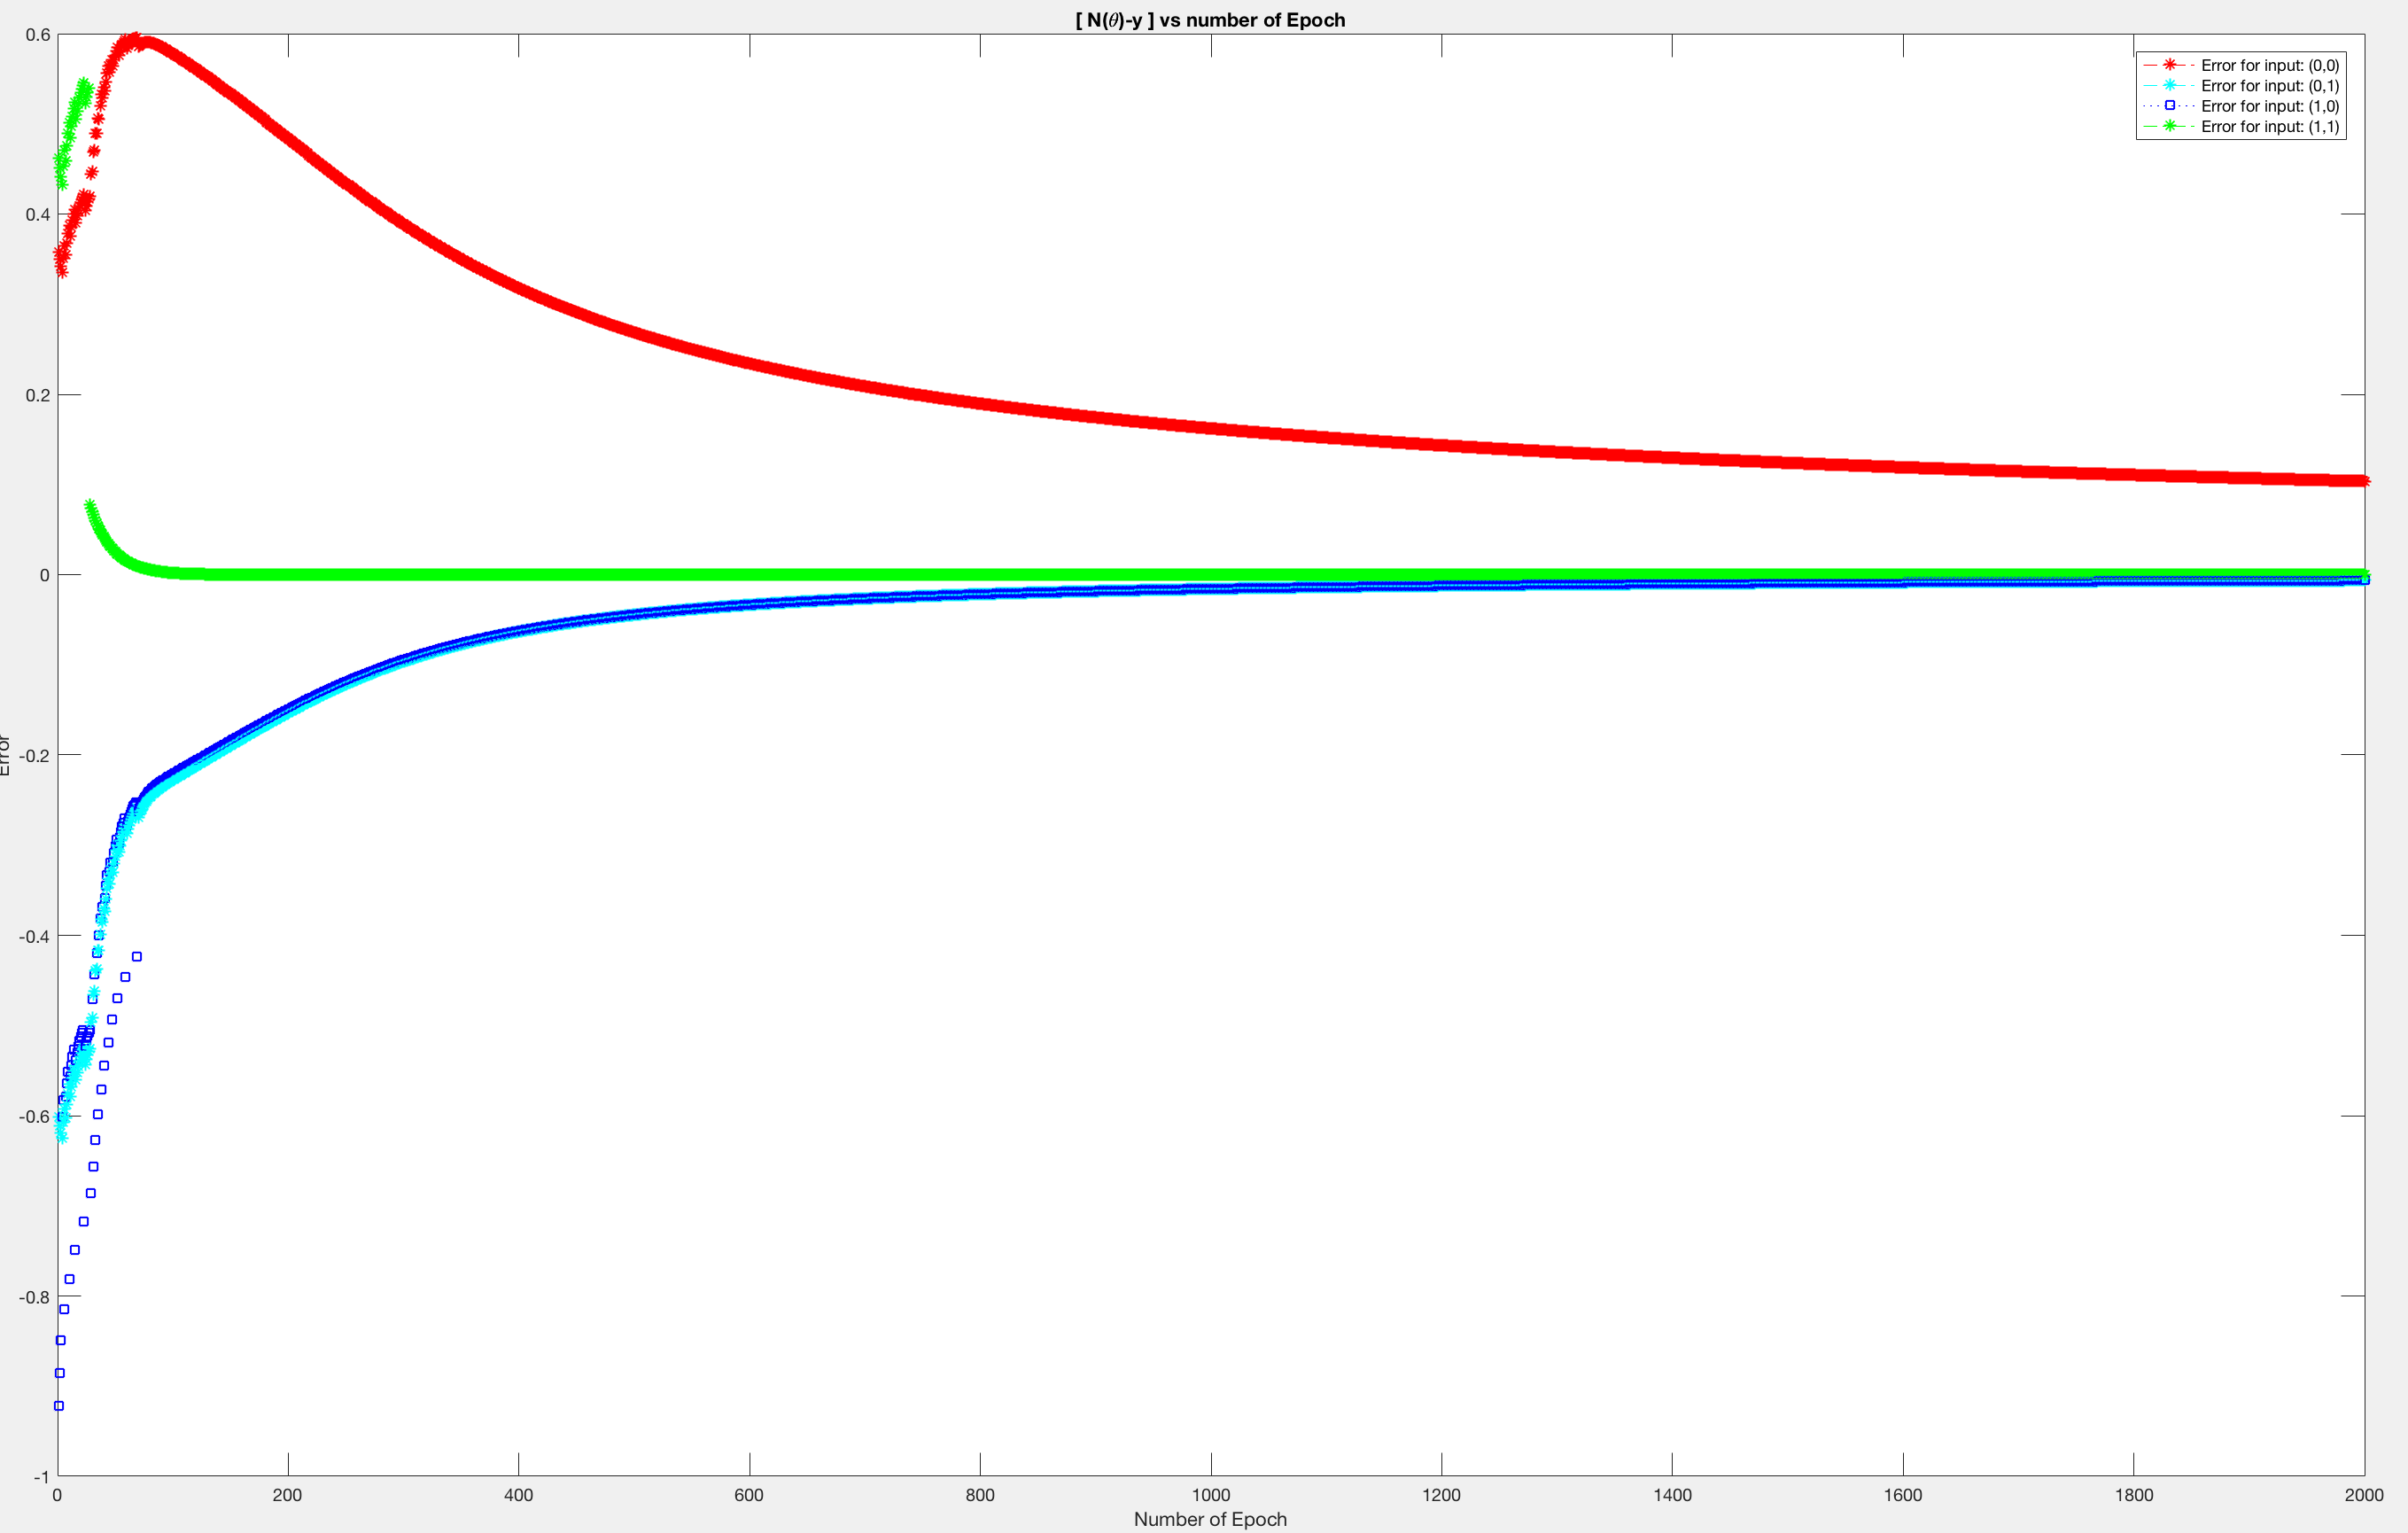 [ N(θ)-y ] vs number of Epoch
0.6
0.4
0.2
0
-0.2
-0.4
-0.6
-0.8
-1
Error
Error for input: (0,0)
Error for input: (0,1)
Error for input: (1,0)
Error for input: (1,1)
0 200 400 600 800 1000 1200 1400 1600 1800 2000
Number of Epoch